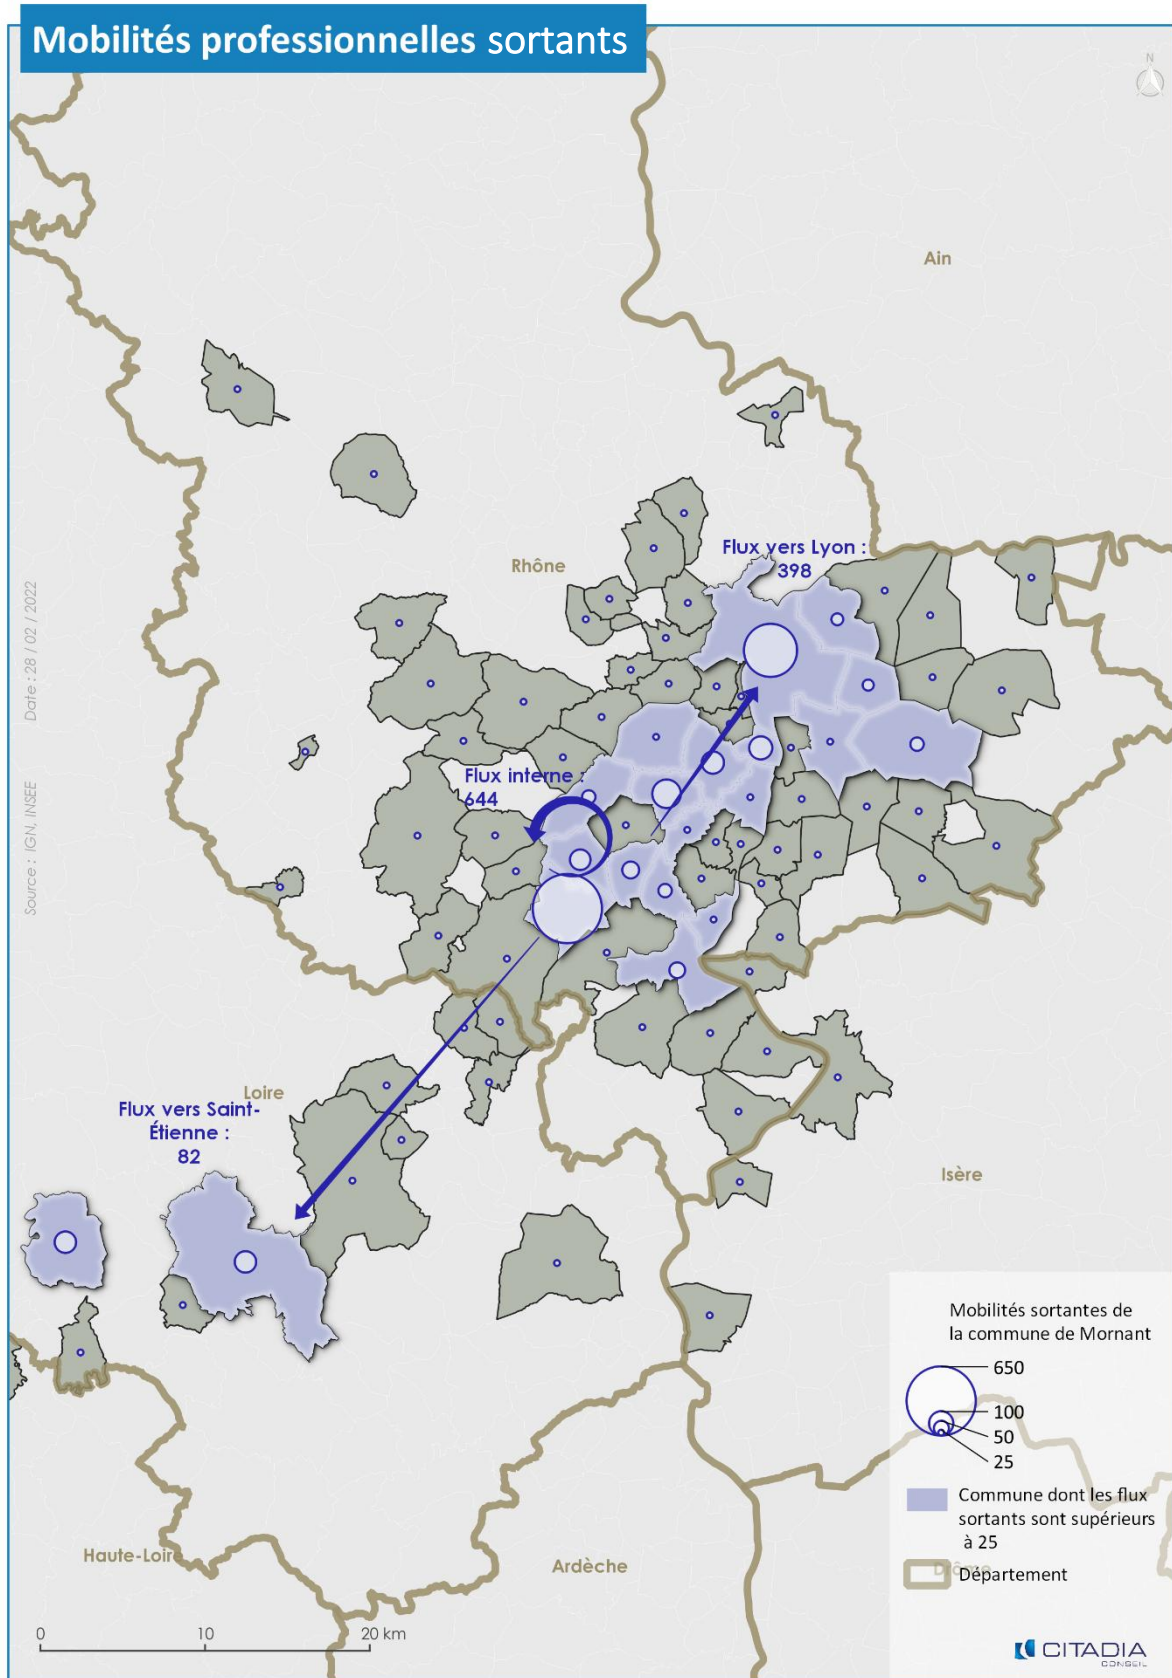 Mobilités professionnelles sortants
N
Ain
Rhône
Flux vers Lyon :
398
Source : IGN, INSEE Date : 28 / 02 / 2022
Flux interne :
644
Loire
Flux vers Saint-
Étienne :
82
Isère
Mobilités sortantes de
la commune de Mornant
650
100
50
25
Commune dont les flux
sortants sont supérieurs
à 25
Drôme
Département
Haute-Loire
Ardèche
0 10 20 km
CITADIA
CONSEIL